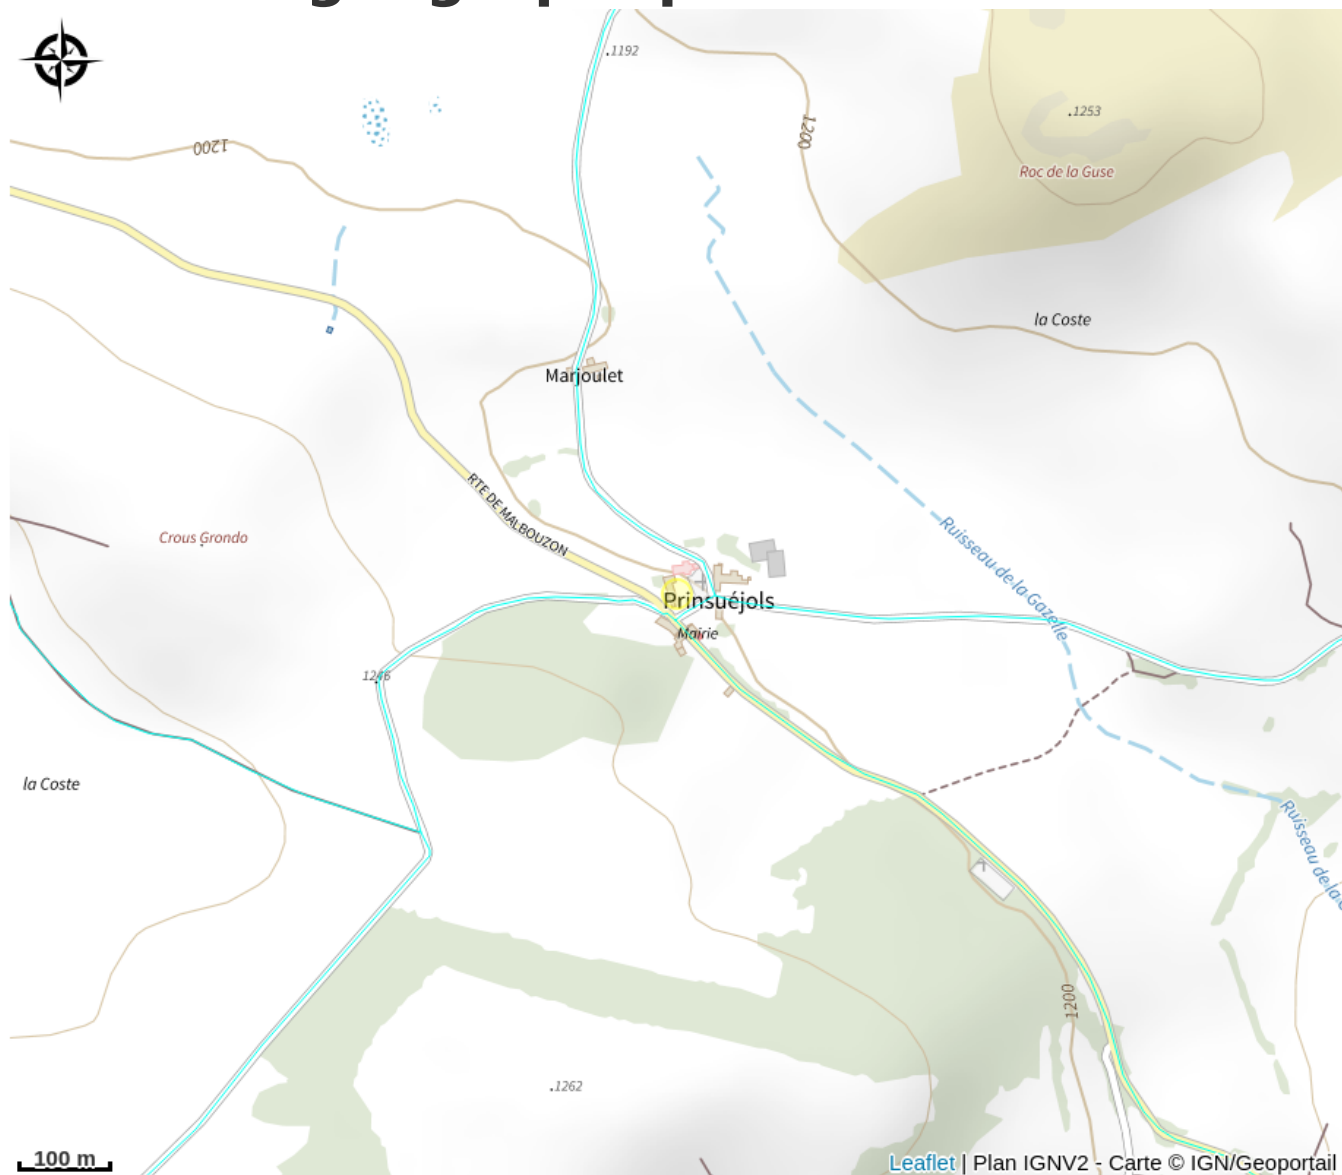 1192
1253
1200
1200
Roc de la Guse
la Coste
Marjoulet
RTE DE MALBOUZON
Ruisseau de la Gazelle
Crous Grondo
Prinsuéjols
Mairie
1246
la Coste
Ruisseau de la
1200
1262
100 m
Leaflet | Plan IGNV2 - Carte © IGN/Geoportail